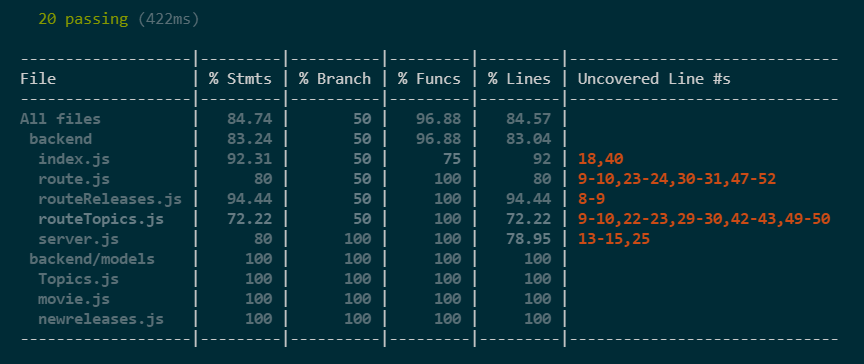 20 passing (422ms)
-------------------|---------|----------|---------|---------|------------------------------
File               | % Stmts | % Branch | % Funcs | % Lines | Uncovered Line #s
-------------------|---------|----------|---------|---------|------------------------------
All files          |   84.74 |       50 |   96.88 |   84.57 |
 backend           |   83.24 |       50 |   96.88 |   83.04 |
  index.js         |   92.31 |       50 |      75 |      92 | 18,40
  route.js         |      80 |       50 |     100 |      80 | 9-10,23-24,30-31,47-52
  routeReleases.js |   94.44 |       50 |     100 |   94.44 | 8-9
  routeTopics.js   |   72.22 |       50 |     100 |   72.22 | 9-10,22-23,29-30,42-43,49-50
  server.js        |      80 |      100 |     100 |   78.95 | 13-15,25
 backend/models    |     100 |      100 |     100 |     100 |
  Topics.js        |     100 |      100 |     100 |     100 |
  movie.js         |     100 |      100 |     100 |     100 |
  newreleases.js   |     100 |      100 |     100 |     100 |
-------------------|---------|----------|---------|---------|------------------------------